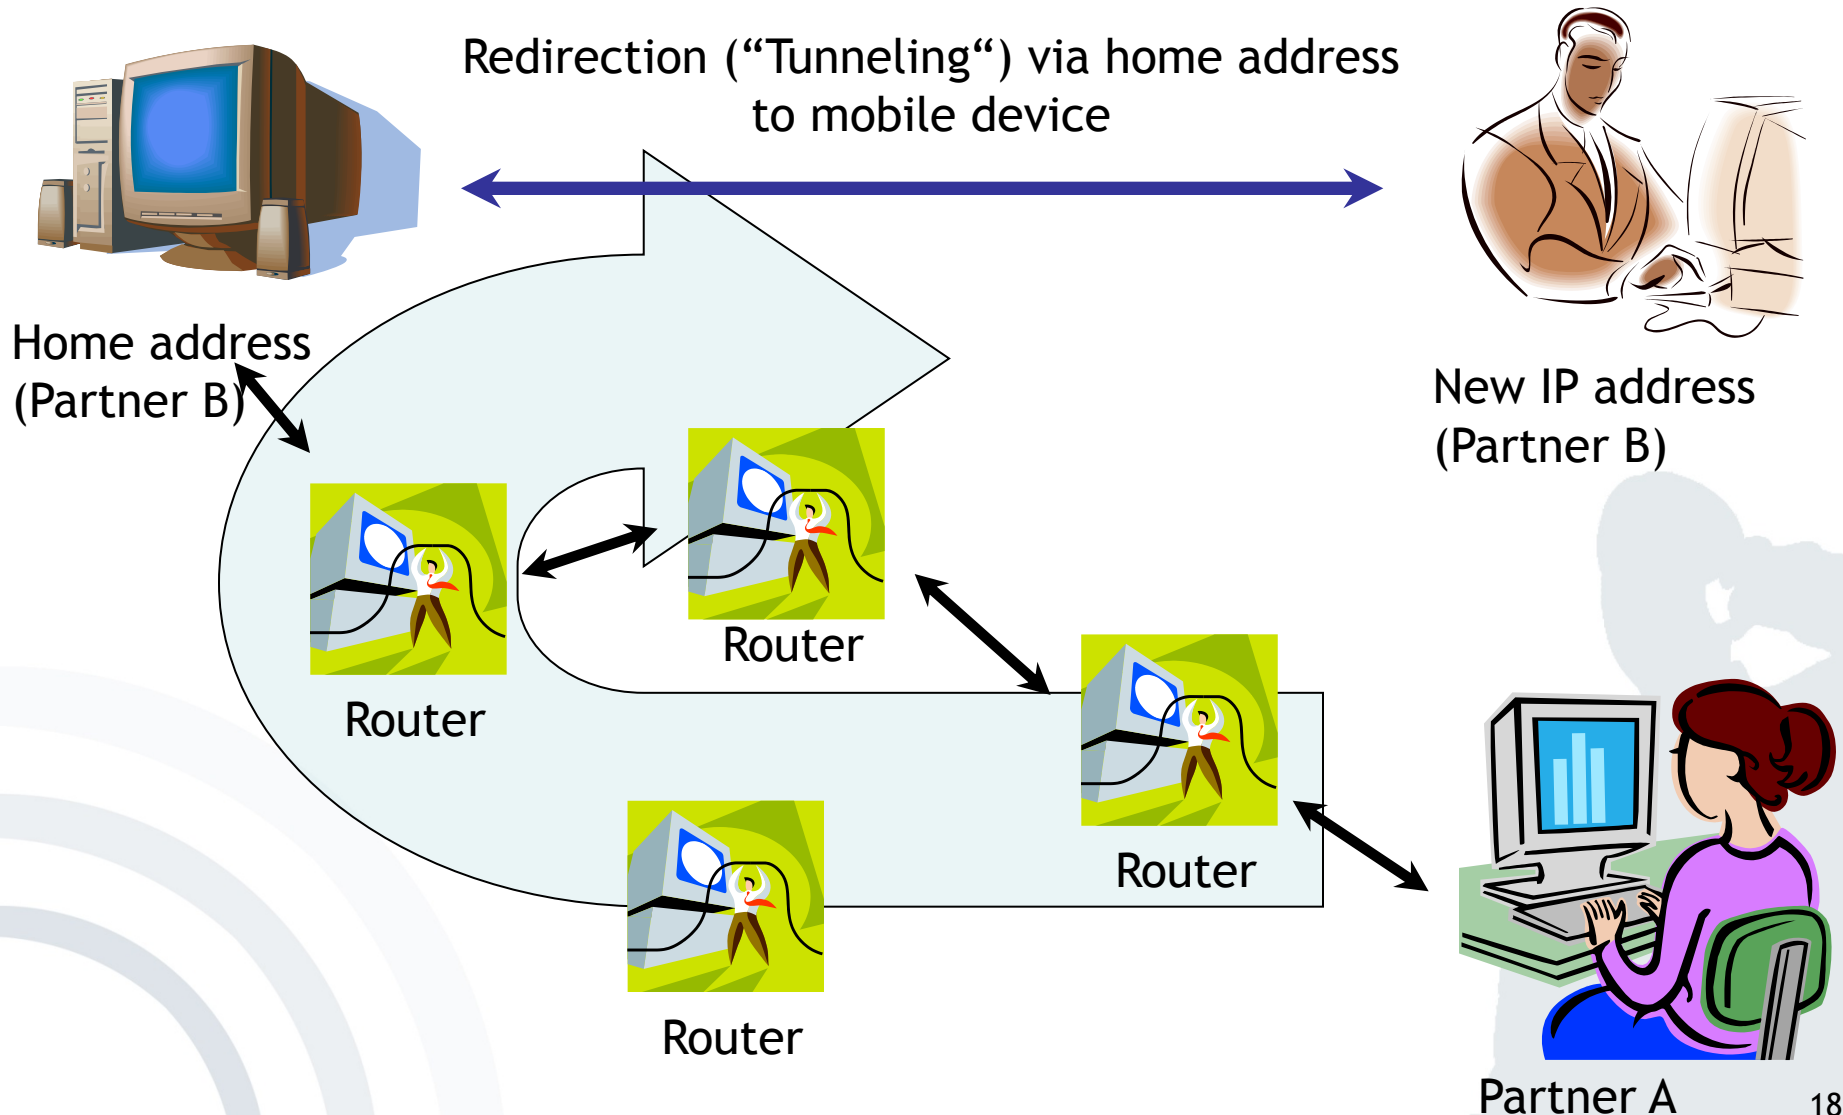 Redirection (“Tunneling“) via home address
to mobile device
Home address
(Partner B)
New IP address
(Partner B)
Router
Router
Router
Router
Partner A
18